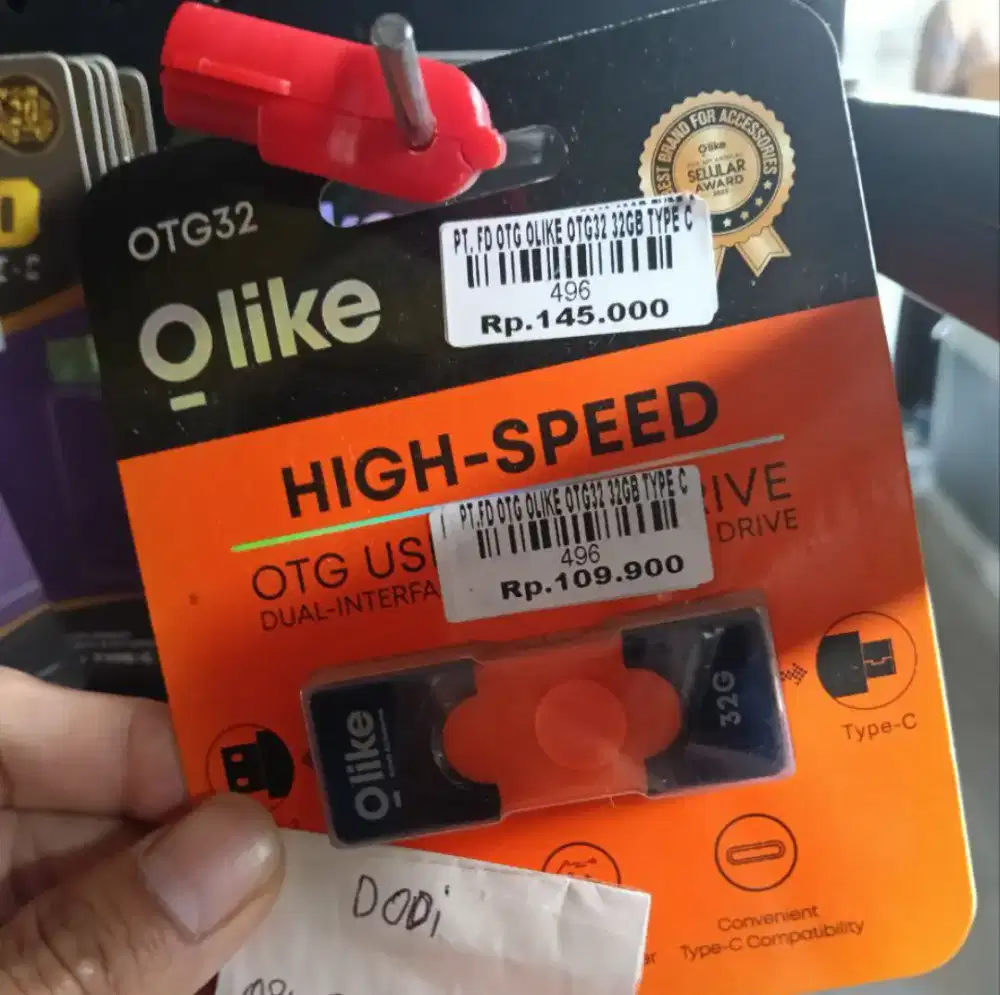 OTG32
Olike
BEST BRAND FOR ACCESSORIES
Olike
SELULAR
AWARD
PT. FD OTG OLIKE OTG32 32GB TYPE C
496
Rp.145.000
HIGH-SPEED
OTG US
RIVE
DUAL-INTERFA
DRIVE
PT.FD OTG OLIKE OTG32 32GB TYPE C
496
Rp.109.900
Olike
32G
Type-C
Convenient
Type-C Compatibility
DODi